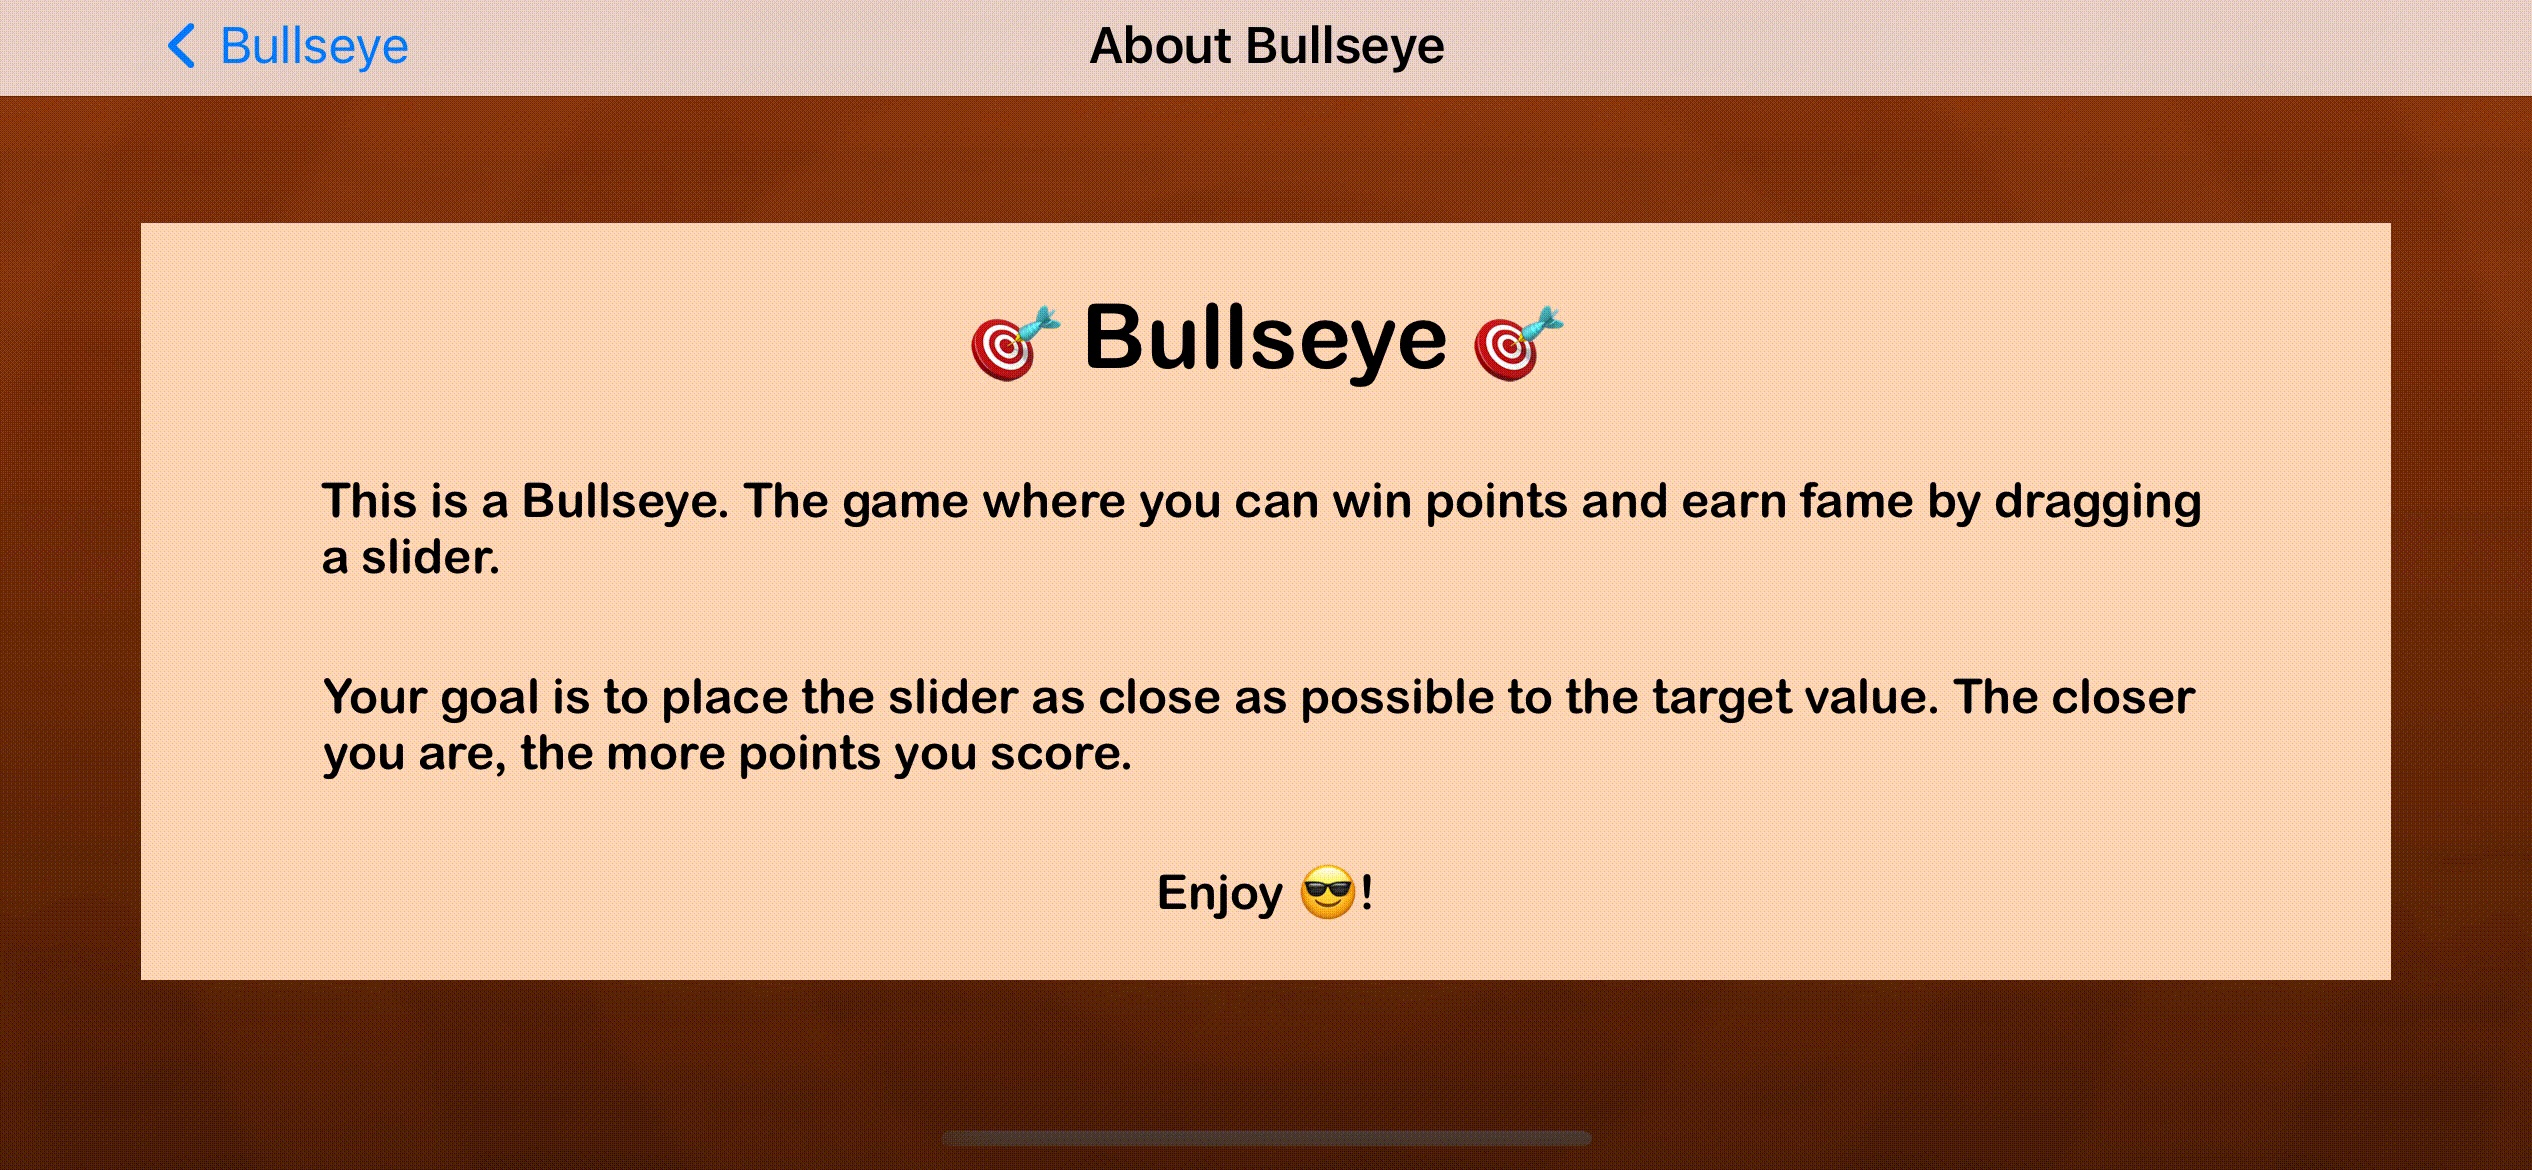 Bullseye
About Bullseye
🎯 Bullseye 🎯
This is a Bullseye. The game where you can win points and earn fame by dragging
a slider.
Your goal is to place the slider as close as possible to the target value. The closer
you are, the more points you score.
Enjoy 😎!